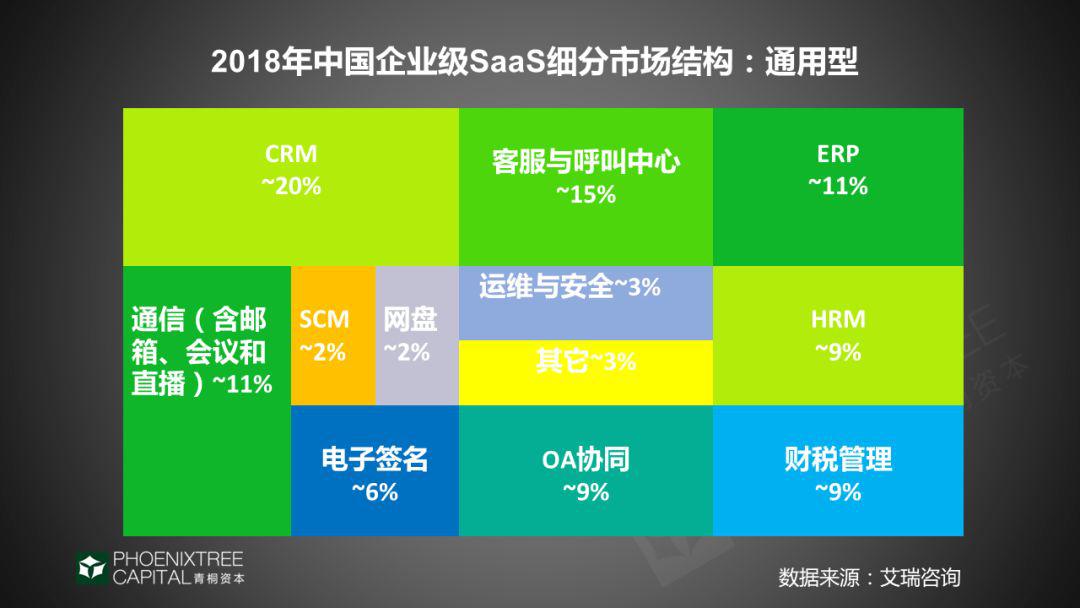 2018年中国企业级SaaS细分市场结构：通用型
CRM
~20%
客服与呼叫中心
~15%
ERP
~11%
通信（含邮
箱、会议和
直播）~11%
SCM
~2%
网盘
~2%
运维与安全~3%
其它~3%
HRM
~9%
电子签名
~6%
OA协同
~9%
财税管理
~9%
PHOENIXTREE
CAPITAL青桐资本
数据来源：艾瑞咨询